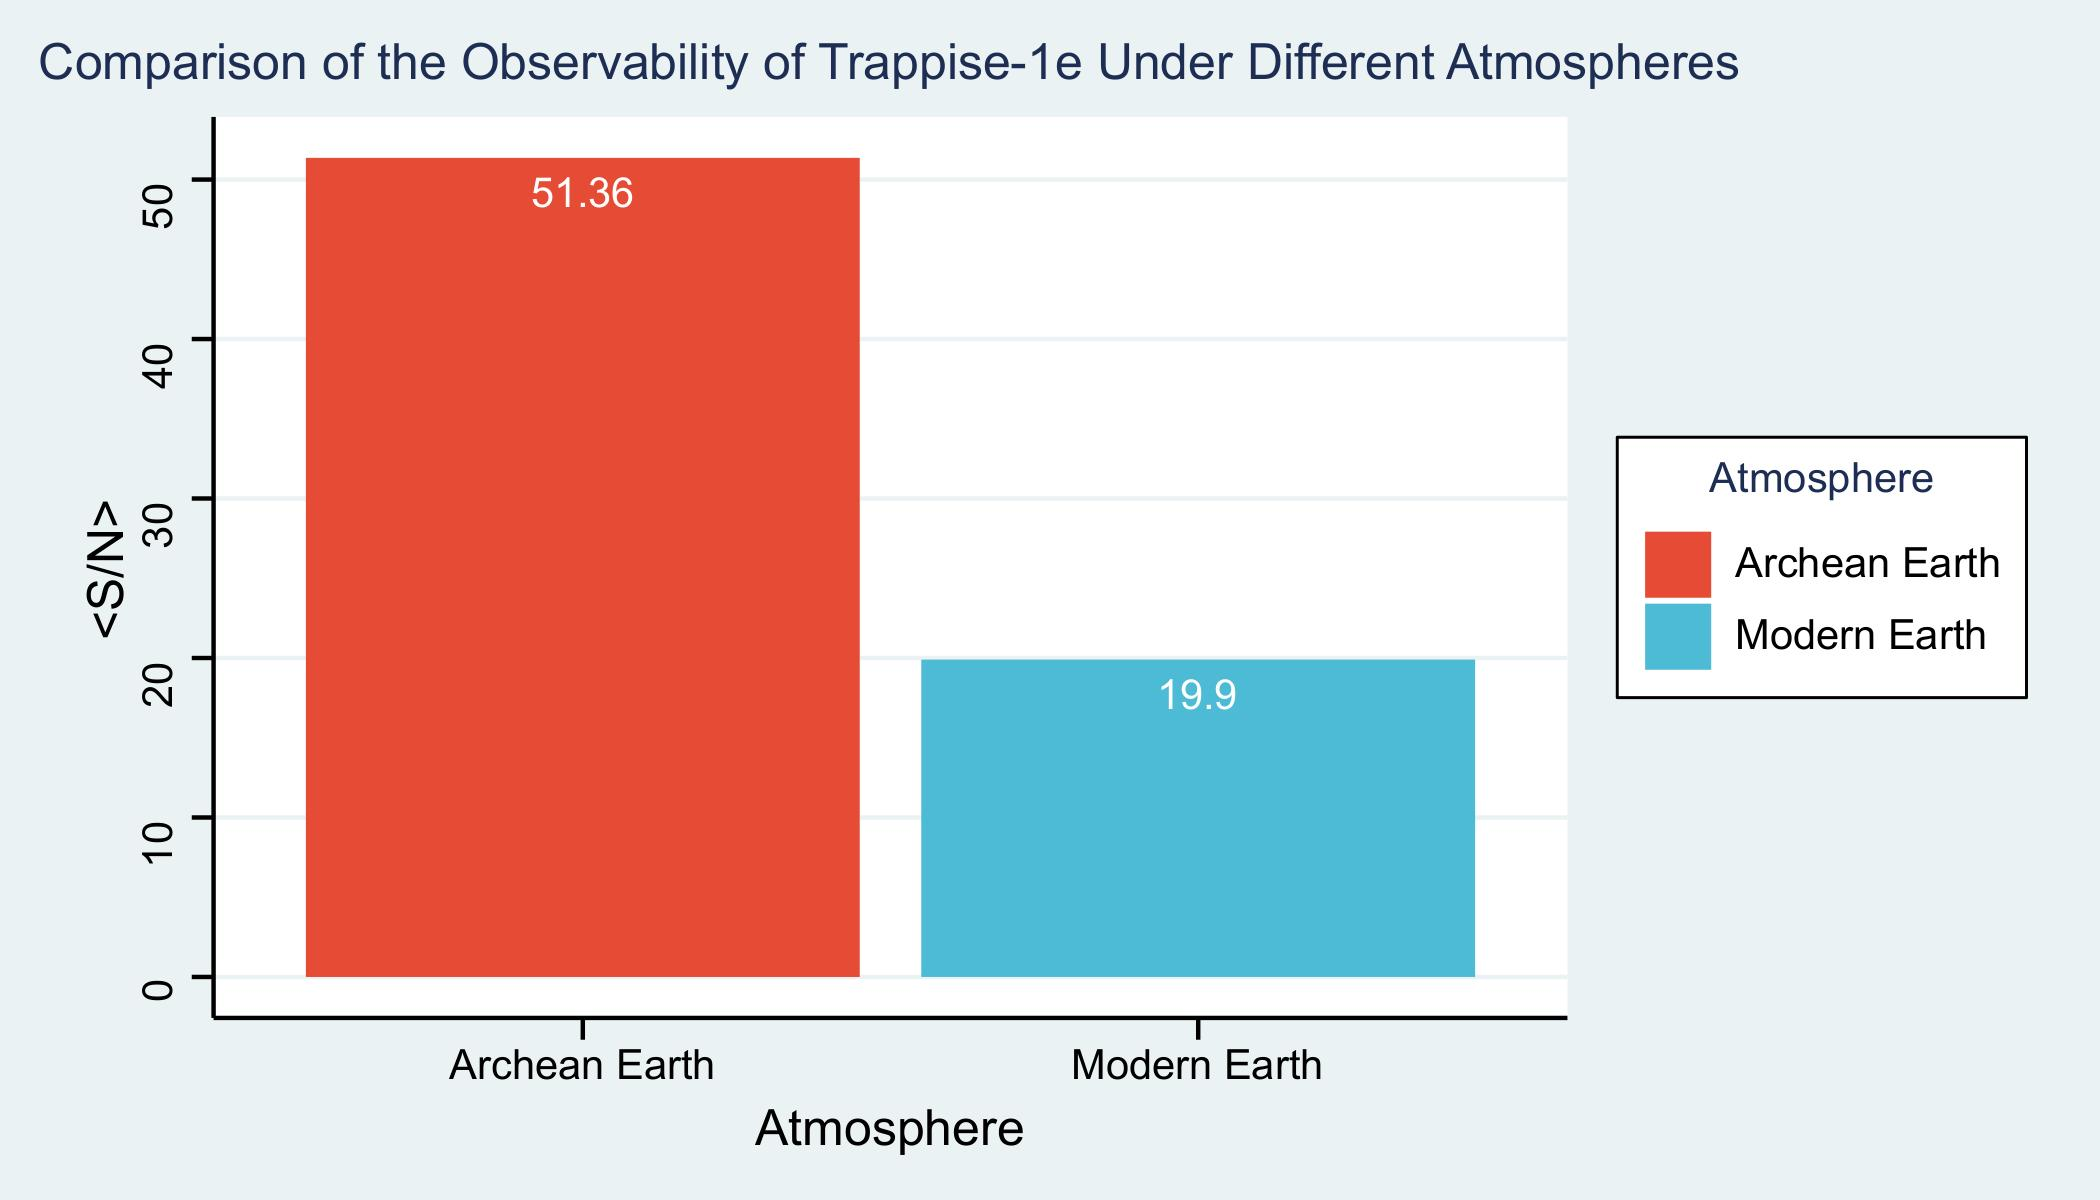 Comparison of the Observability of Trappise-1e Under Different Atmospheres
<S/N>
50
40
30
20
10
0
51.36
19.9
Archean Earth
Modern Earth
Atmosphere
Atmosphere
Archean Earth
Modern Earth